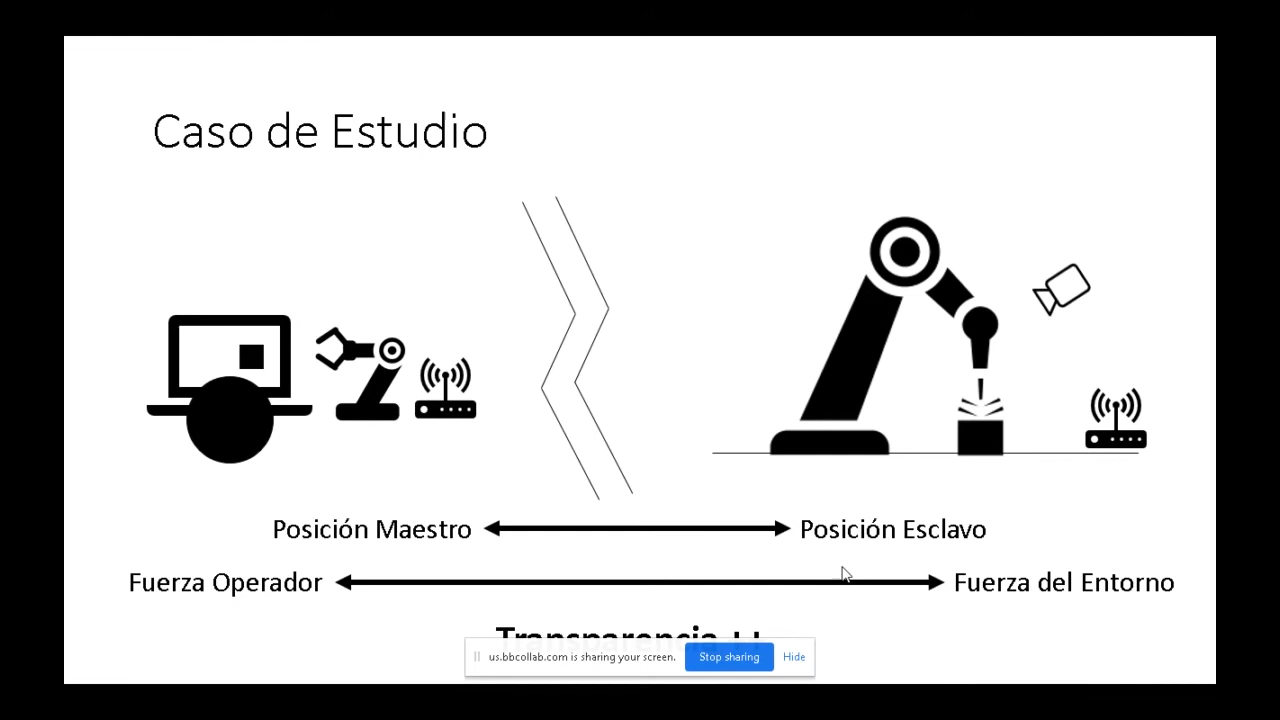 Caso de Estudio
Posición Maestro
Posición Esclavo
Fuerza Operador
Fuerza del Entorno
Transparencia
us.bbcollab.com is sharing your screen.
Stop sharing
Hide